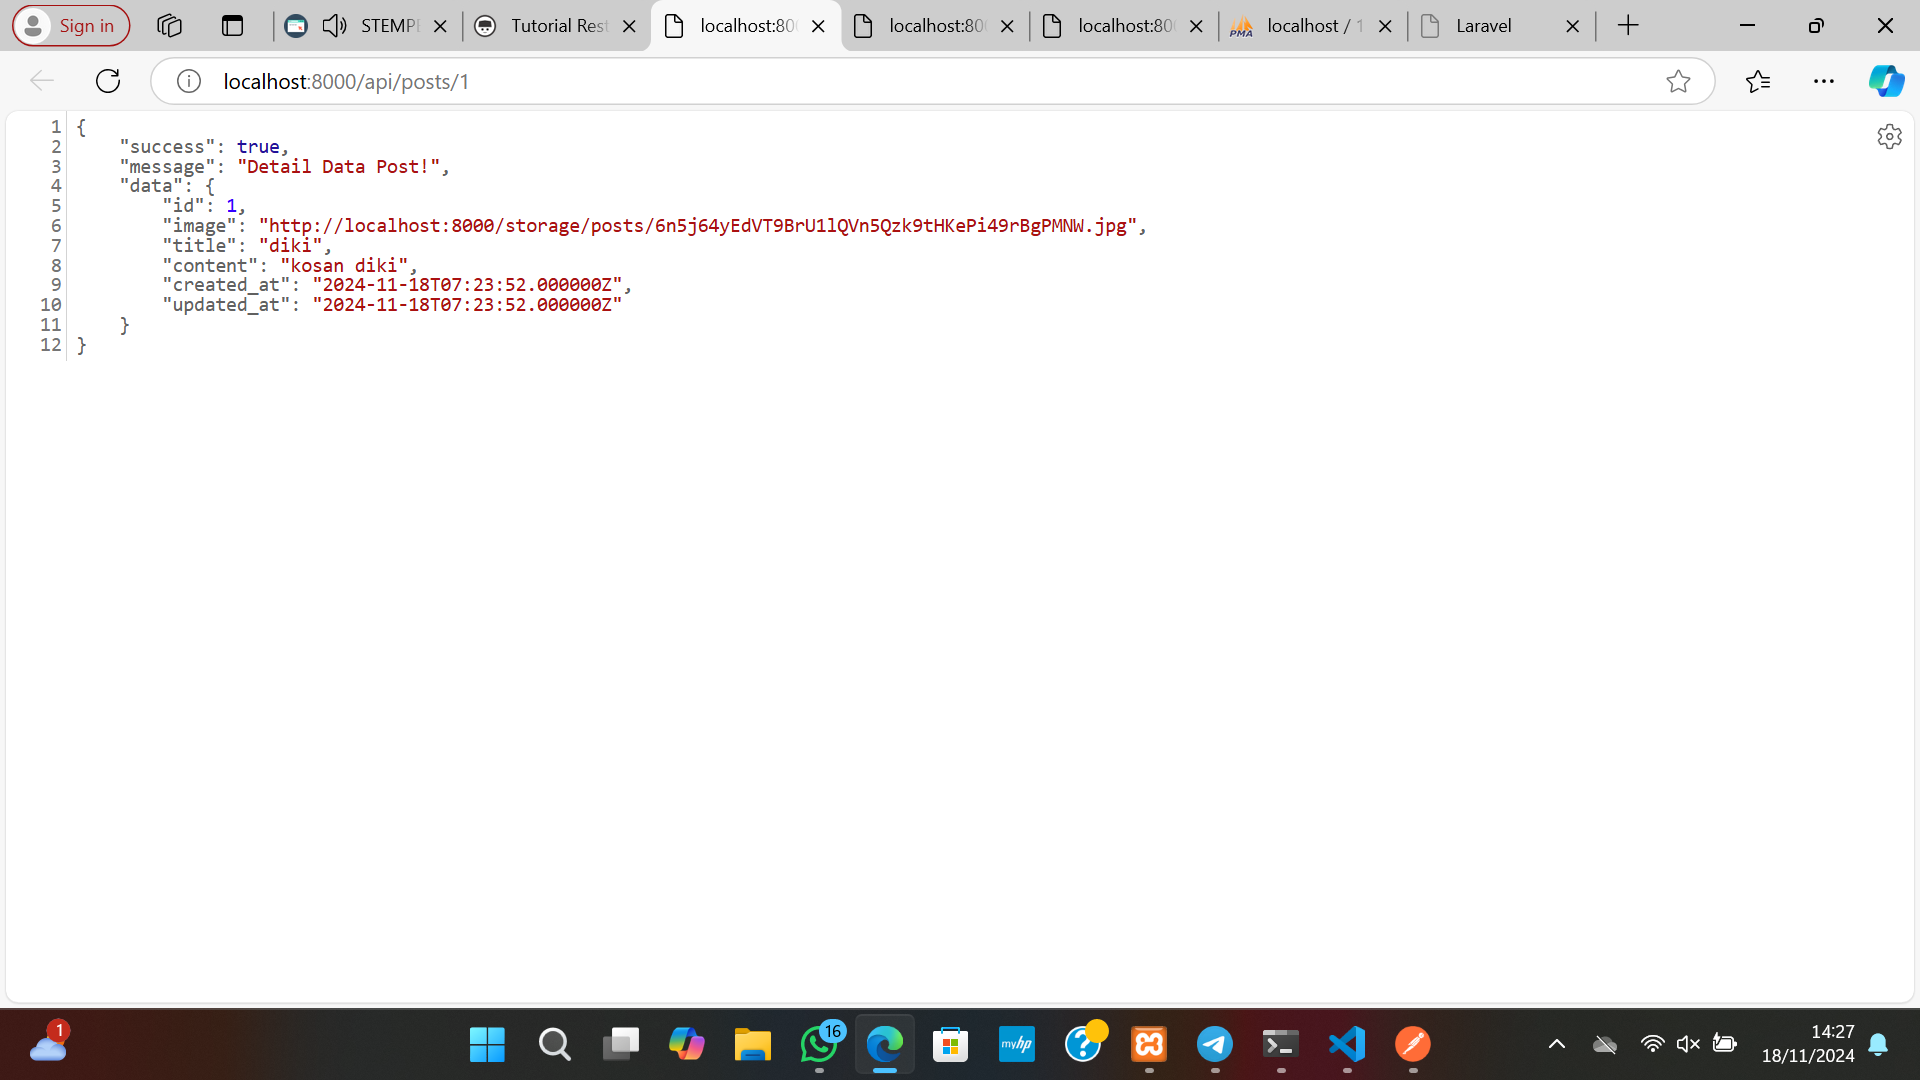 Sign in
STEMP
Tutorial Rest
localhost:80
localhost:80
localhost:80
PMA
localhost / 1
Laravel
localhost:8000/api/posts/1
1 {
2 "success": true,
3 "message": "Detail Data Post!",
4 "data": {
5 "id": 1,
6 "image": "http://localhost:8000/storage/posts/6n5j64yEdVT9BrU1lQVn5Qzk9tHKePi49rBgPMNW.jpg",
7 "title": "diki",
8 "content": "kosan diki",
9 "created_at": "2024-11-18T07:23:52.000000Z",
10 "updated_at": "2024-11-18T07:23:52.000000Z"
11 }
12 }
1
16
myhp
14:27
18/11/2024